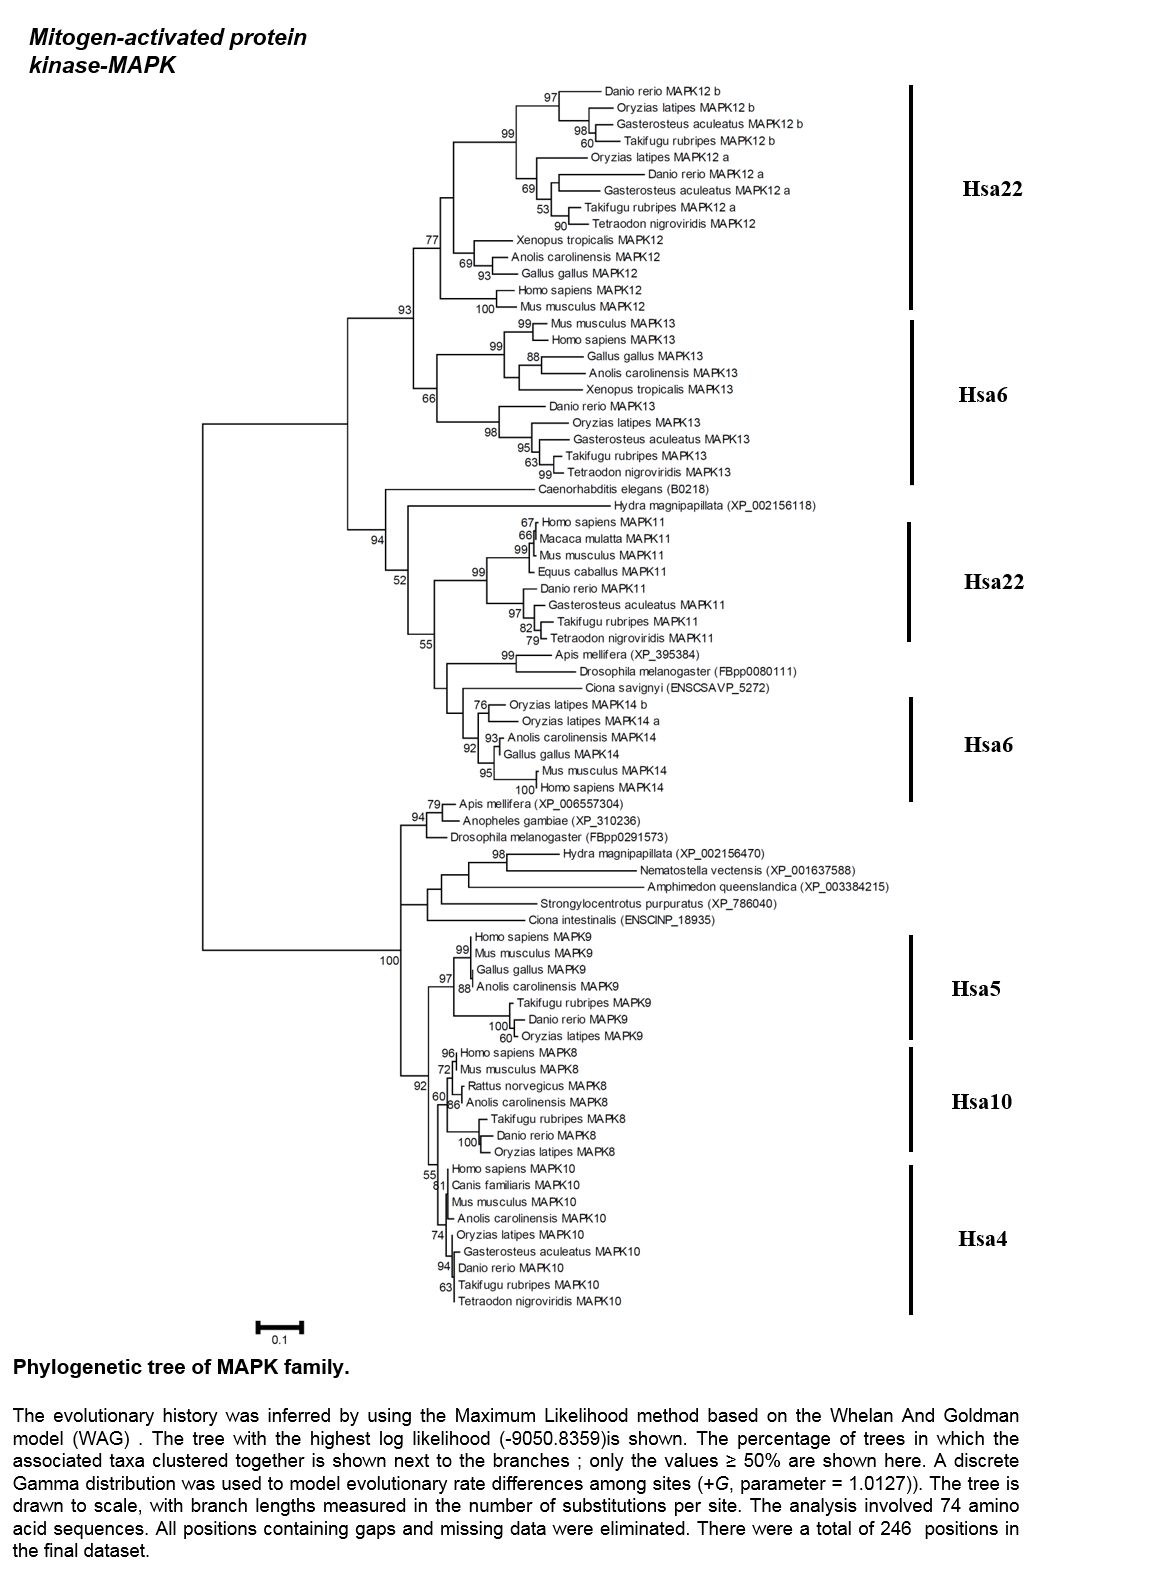 Mitogen-activated protein
kinase-MAPK
97
Danio rerio MAPK12 b
Oryzias latipes MAPK12 b
99
98
Gasterosteus aculeatus MAPK12 b
60
Takifugu rubripes MAPK12 b
Oryzias latipes MAPK12 a
Danio rerio MAPK12 a
Hsa22
69
Gasterosteus aculeatus MAPK12 a
53
Takifugu rubripes MAPK12 a
90
Tetraodon nigroviridis MAPK12
77
Xenopus tropicalis MAPK12
69
Anolis carolinensis MAPK12
93
Gallus gallus MAPK12
Homo sapiens MAPK12
93
100
Mus musculus MAPK12
99
Mus musculus MAPK13
Homo sapiens MAPK13
99
88
Gallus gallus MAPK13
Anolis carolinensis MAPK13
Xenopus tropicalis MAPK13
Hsa6
66
Danio rerio MAPK13
98
Oryzias latipes MAPK13
95
Gasterosteus aculeatus MAPK13
63
Takifugu rubripes MAPK13
99
Tetraodon nigroviridis MAPK13
Caenorhabditis elegans (B0218)
Hydra magnipapillata (XP_002156118)
94
67
Homo sapiens MAPK11
66
Macaca mulatta MAPK11
99
Mus musculus MAPK11
99
Equus caballus MAPK11
52
Hsa22
Danio rerio MAPK11
97
Gasterosteus aculeatus MAPK11
82
Takifugu rubripes MAPK11
79
Tetraodon nigroviridis MAPK11
55
99
Apis mellifera (XP_395384)
Drosophila melanogaster (FBpp0080111)
Ciona savignyi (ENSCSAVP_5272)
76
Oryzias latipes MAPK14 b
Oryzias latipes MAPK14 a
93
Anolis carolinensis MAPK14
92
Hsa6
Gallus gallus MAPK14
95
Mus musculus MAPK14
100
Homo sapiens MAPK14
79
Apis mellifera (XP_006557304)
94
Anopheles gambiae (XP_310236)
Drosophila melanogaster (FBpp0291573)
98
Hydra magnipapillata (XP_002156470)
Nematostella vectensis (XP_001637588)
Amphimedon queenslandica (XP_003384215)
Strongylocentrotus purpuratus (XP_786040)
Ciona intestinalis (ENSCINP_18935)
100
Homo sapiens MAPK9
99
Mus musculus MAPK9
97
Gallus gallus MAPK9
88
Anolis carolinensis MAPK9
Hsa5
Takifugu rubripes MAPK9
100
Danio rerio MAPK9
60
Oryzias latipes MAPK9
96
Homo sapiens MAPK8
72
Mus musculus MAPK8
92
Rattus norvegicus MAPK8
60
86
Anolis carolinensis MAPK8
Hsa10
Takifugu rubripes MAPK8
100
Danio rerio MAPK8
Oryzias latipes MAPK8
55
Homo sapiens MAPK10
81
Canis familiaris MAPK10
Mus musculus MAPK10
Anolis carolinensis MAPK10
74
Oryzias latipes MAPK10
Hsa4
Gasterosteus aculeatus MAPK10
94
Danio rerio MAPK10
63
Takifugu rubripes MAPK10
Tetraodon nigroviridis MAPK10
0.1
Phylogenetic tree of MAPK family.
The evolutionary history was inferred by using the Maximum Likelihood method based on the Whelan And Goldman
model (WAG) . The tree with the highest log likelihood (-9050.8359)is shown. The percentage of trees in which the
associated taxa clustered together is shown next to the branches ; only the values ≥ 50% are shown here. A discrete
Gamma distribution was used to model evolutionary rate differences among sites (+G, parameter = 1.0127)). The tree is
drawn to scale, with branch lengths measured in the number of substitutions per site. The analysis involved 74 amino
acid sequences. All positions containing gaps and missing data were eliminated. There were a total of 246 positions in
the final dataset.